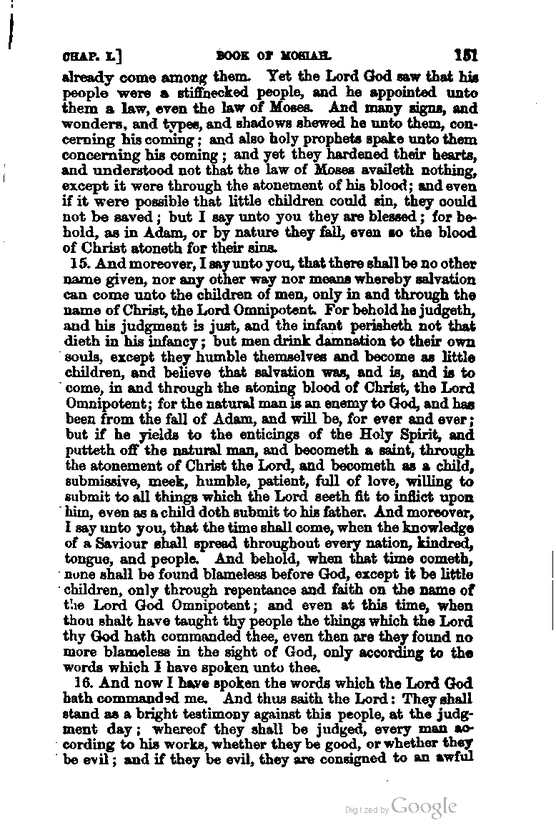 CHAP. I.] BOOK OF MOSIAH. 151
already come among them. Yet the Lord God saw that his
people were a stiffnecked people, and he appointed unto
them a law, even the law of Moses. And many signs, and
wonders, and types, and shadows shewed he unto them, con-
cerning his coming; and also holy prophets spake unto them
concerning his coming; and yet they hardened their hearts,
and understood not that the law of Moses availeth nothing,
except it were through the atonement of his blood; and even
if it were possible that little children could sin, they could
not be saved; but I say unto you they are blessed; for be-
hold, as in Adam, or by nature they fall, even so the blood
of Christ atoneth for their sins.
15. And moreover, I say unto you, that there shall be no other
name given, nor any other way nor means whereby salvation
can come unto the children of men, only in and through the
name of Christ, the Lord Omnipotent. For behold he judgeth,
and his judgment is just, and the infant perisheth not that
dieth in his infancy; but men drink damnation to their own
souls, except they humble themselves and become as little
children, and believe that salvation was, and is, and is to
come, in and through the atoning blood of Christ, the Lord
Omnipotent; for the natural man is an enemy to God, and has
been from the fall of Adam, and will be, for ever and ever;
but if he yields to the enticings of the Holy Spirit, and
putteth off the natural man, and becometh a saint, through
the atonement of Christ the Lord, and becometh as a child,
submissive, meek, humble, patient, full of love, willing to
submit to all things which the Lord seeth fit to inflict upon
him, even as a child doth submit to his father. And moreover,
I say unto you, that the time shall come, when the knowledge
of a Saviour shall spread throughout every nation, kindred,
tongue, and people. And behold, when that time cometh,
none shall be found blameless before God, except it be little
children, only through repentance and faith on the name of
the Lord God Omnipotent; and even at this time, when
thou shalt have taught thy people the things which the Lord
thy God hath commanded thee, even then are they found no
more blameless in the sight of God, only according to the
words which I have spoken unto thee.
16. And now I have spoken the words which the Lord God
hath commanded me. And thus saith the Lord: They shall
stand as a bright testimony against this people, at the judg-
ment day; whereof they shall be judged, every man ac-
cording to his works, whether they be good, or whether they
be evil; and if they be evil, they are consigned to an awful
Digitized by Google